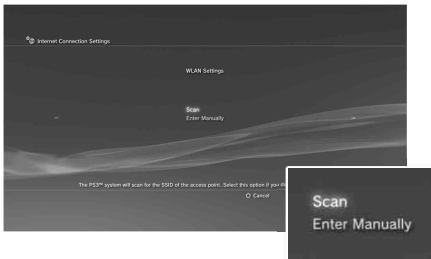 Internet Connection Settings
WLAN Settings
Scan
Enter Manually
The PS3™ system will scan for the SSID of the access point. Select this option if you
Cancel
Scan
Enter Manually